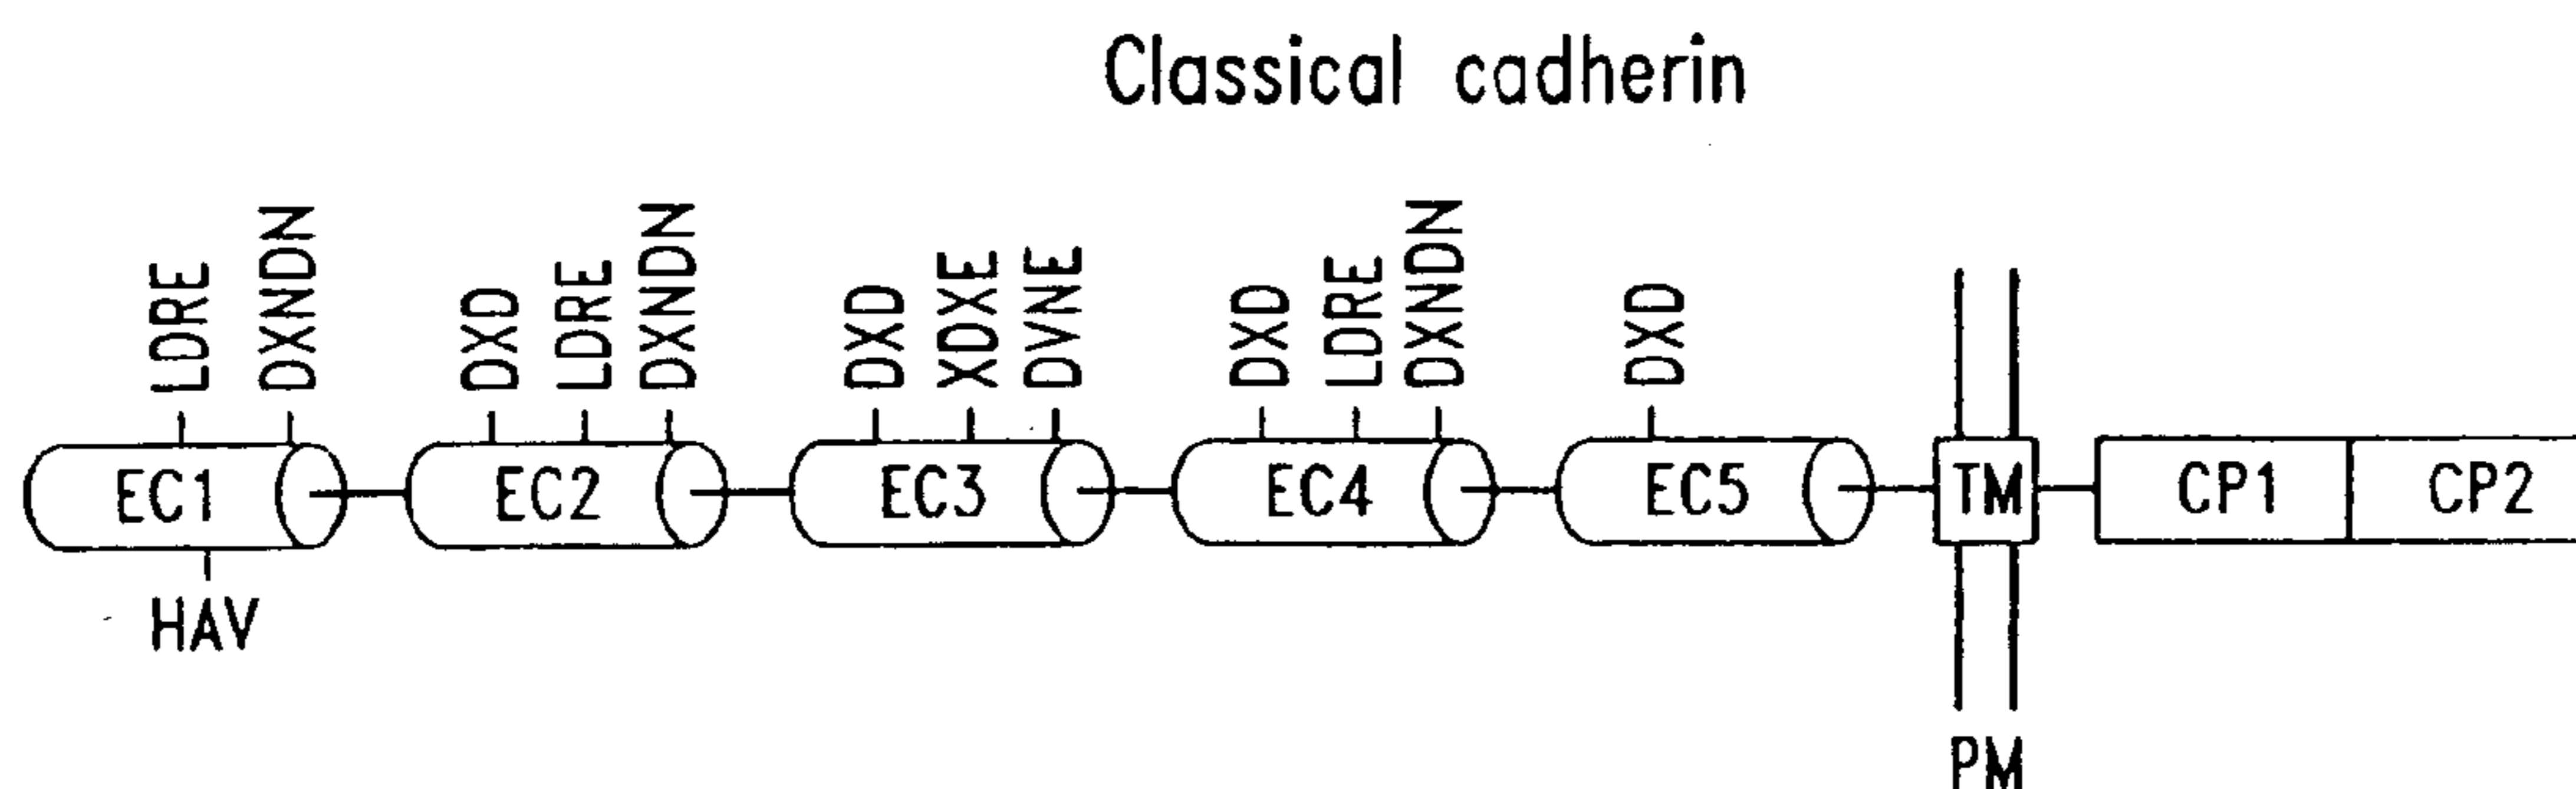 Classical cadherin
LDRE DXNDN DXD LDRE DXNDN DXD XDXE DVNE DXD LDRE DXNDN DXD
EC1 EC2 EC3 EC4 EC5 TM CP1 CP2
HAV
PM